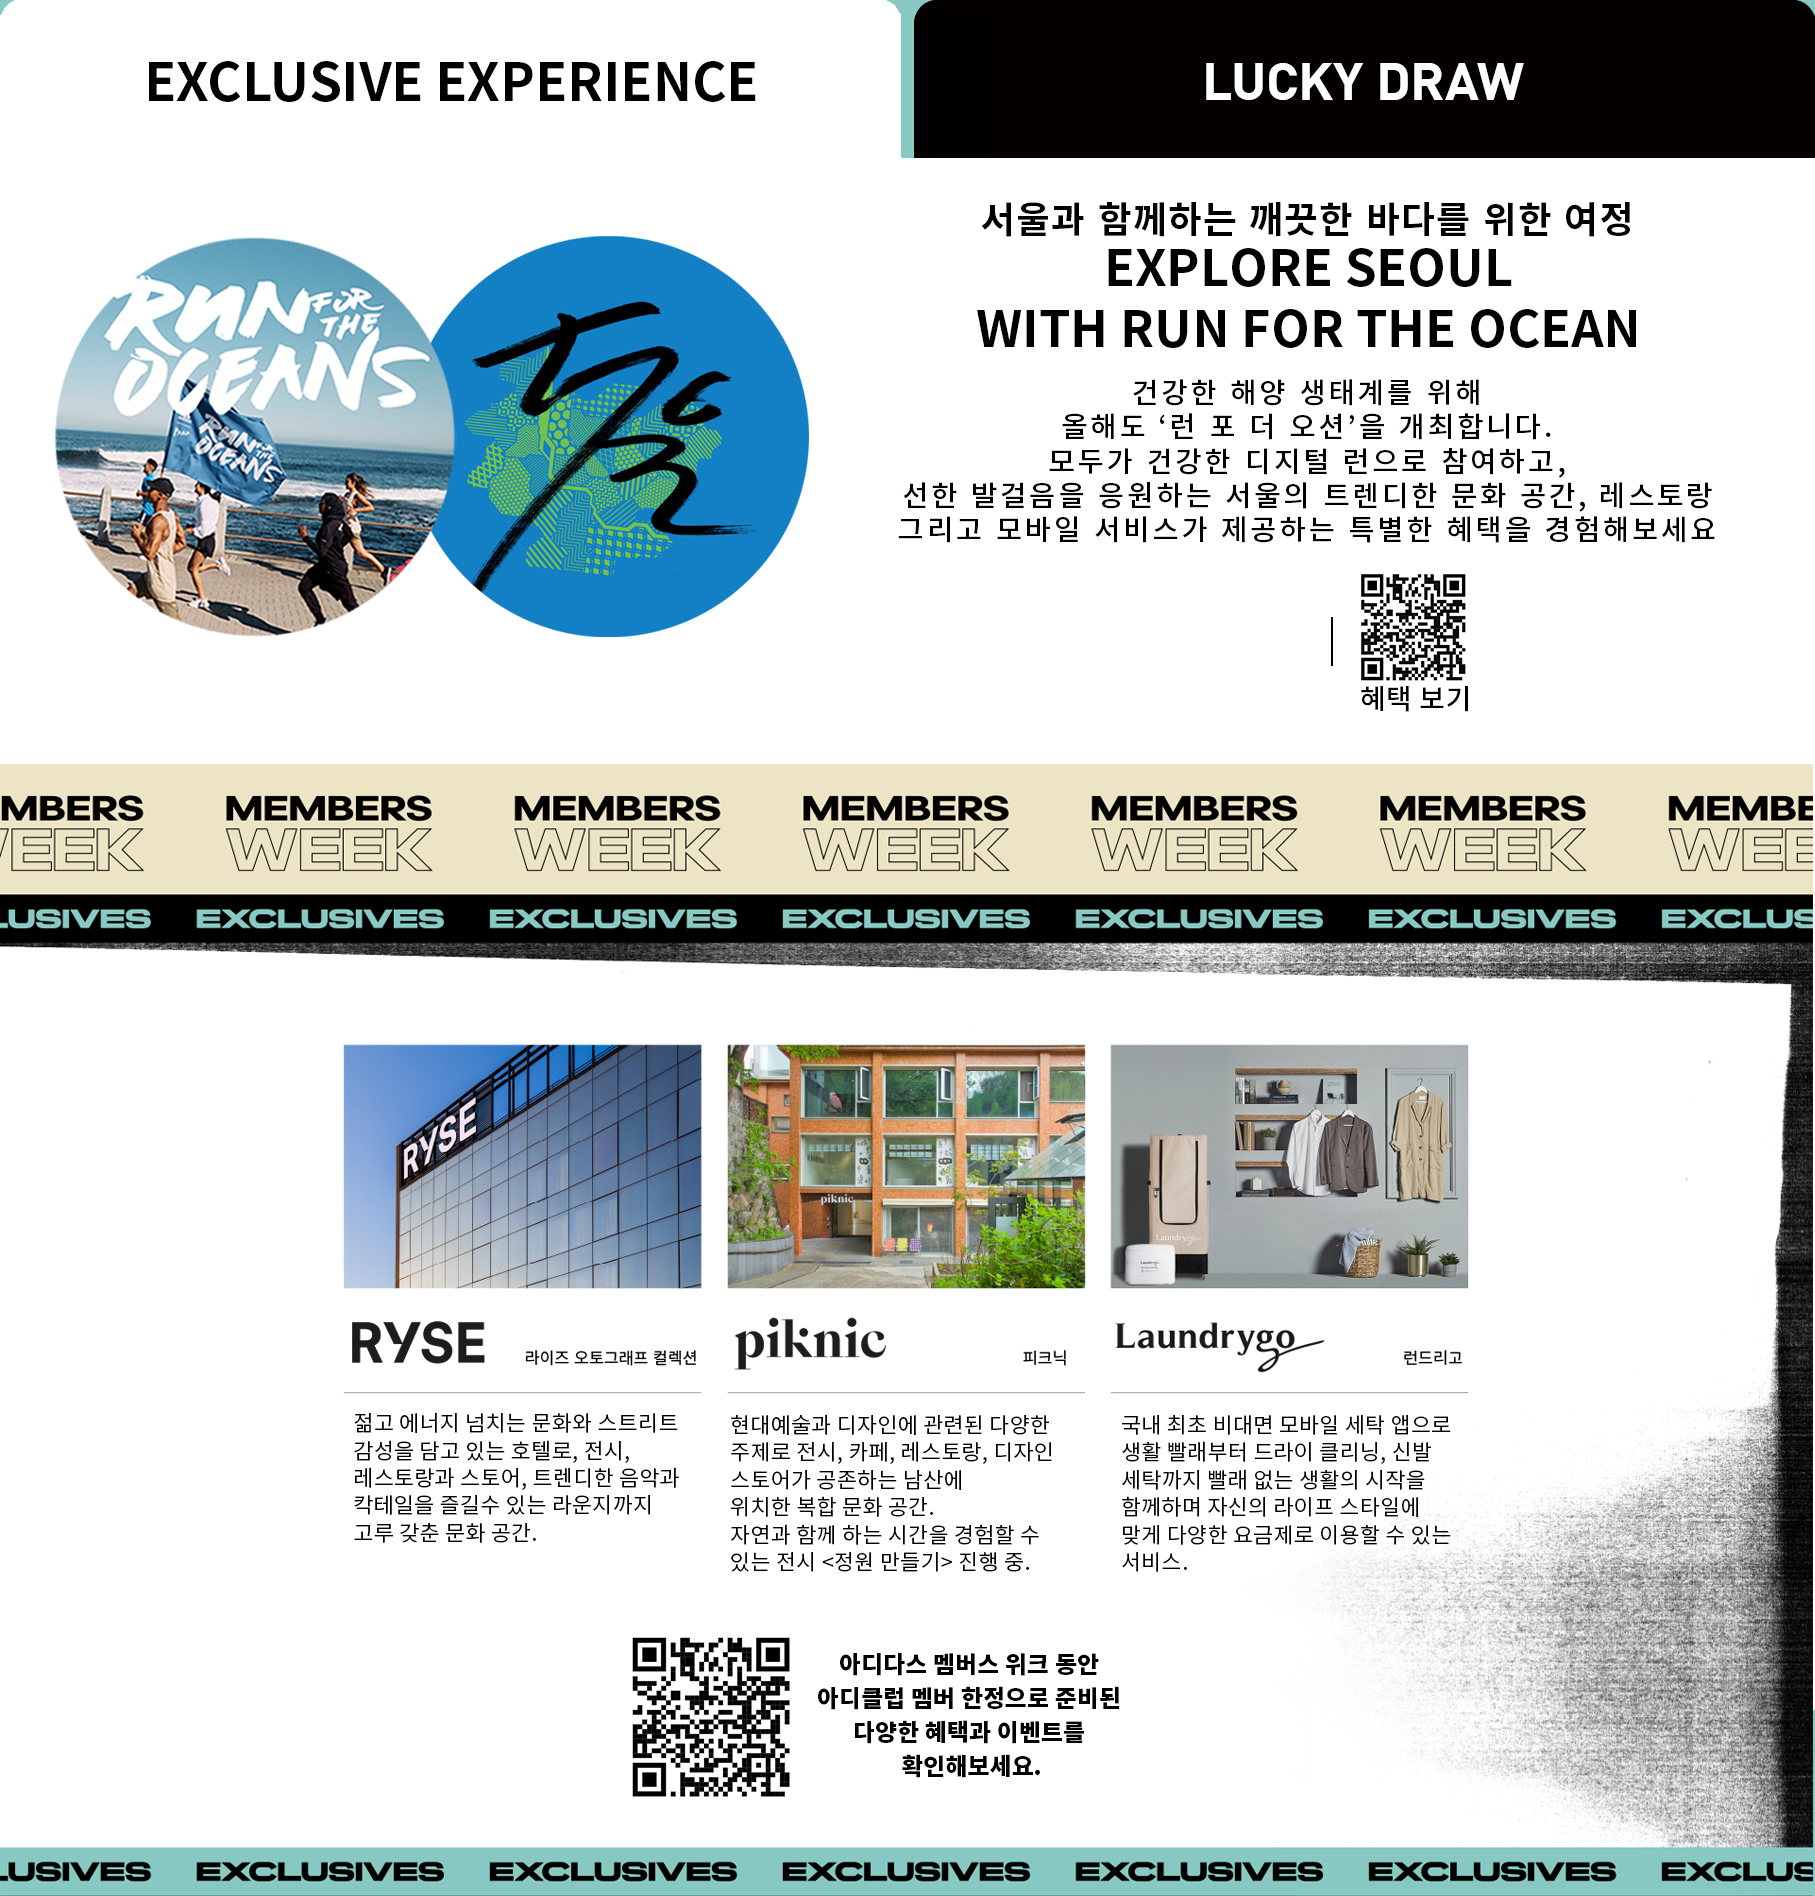 EXCLUSIVE EXPERIENCE
LUCKY DRAW
RUN FOR THE OCEANS
RUN FOR THE OCEANS
서울
서울과 함께하는 깨끗한 바다를 위한 여정
EXPLORE SEOUL
WITH RUN FOR THE OCEAN
건강한 해양 생태계를 위해
올해도 ‘런 포 더 오션’을 개최합니다.
모두가 건강한 디지털 런으로 참여하고,
선한 발걸음을 응원하는 서울의 트렌디한 문화 공간, 레스토랑
그리고 모바일 서비스가 제공하는 특별한 혜택을 경험해보세요
혜택 보기
MBERS MEMBERS MEMBERS MEMBERS MEMBERS MEMBERS MEMBE
WEEK WEEK WEEK WEEK WEEK WEEK WEE
LUSIVES EXCLUSIVES EXCLUSIVES EXCLUSIVES EXCLUSIVES EXCLUSIVES EXCLUS
RYSE
piknic
Laundrygo
RYSE 라이즈 오토그래프 컬렉션
젊고 에너지 넘치는 문화와 스트리트
감성을 담고 있는 호텔로, 전시,
레스토랑과 스토어, 트렌디한 음악과
칵테일을 즐길수 있는 라운지까지
고루 갖춘 문화 공간.
piknic 피크닉
현대예술과 디자인에 관련된 다양한
주제로 전시, 카페, 레스토랑, 디자인
스토어가 공존하는 남산에
위치한 복합 문화 공간.
자연과 함께 하는 시간을 경험할 수
있는 전시 <정원 만들기> 진행 중.
Laundrygo 런드리고
국내 최초 비대면 모바일 세탁 앱으로
생활 빨래부터 드라이 클리닝, 신발
세탁까지 빨래 없는 생활의 시작을
함께하며 자신의 라이프 스타일에
맞게 다양한 요금제로 이용할 수 있는
서비스.
아디다스 멤버스 위크 동안
아디클럽 멤버 한정으로 준비된
다양한 혜택과 이벤트를
확인해보세요.
LUSIVES EXCLUSIVES EXCLUSIVES EXCLUSIVES EXCLUSIVES EXCLUSIVES EXCLUS